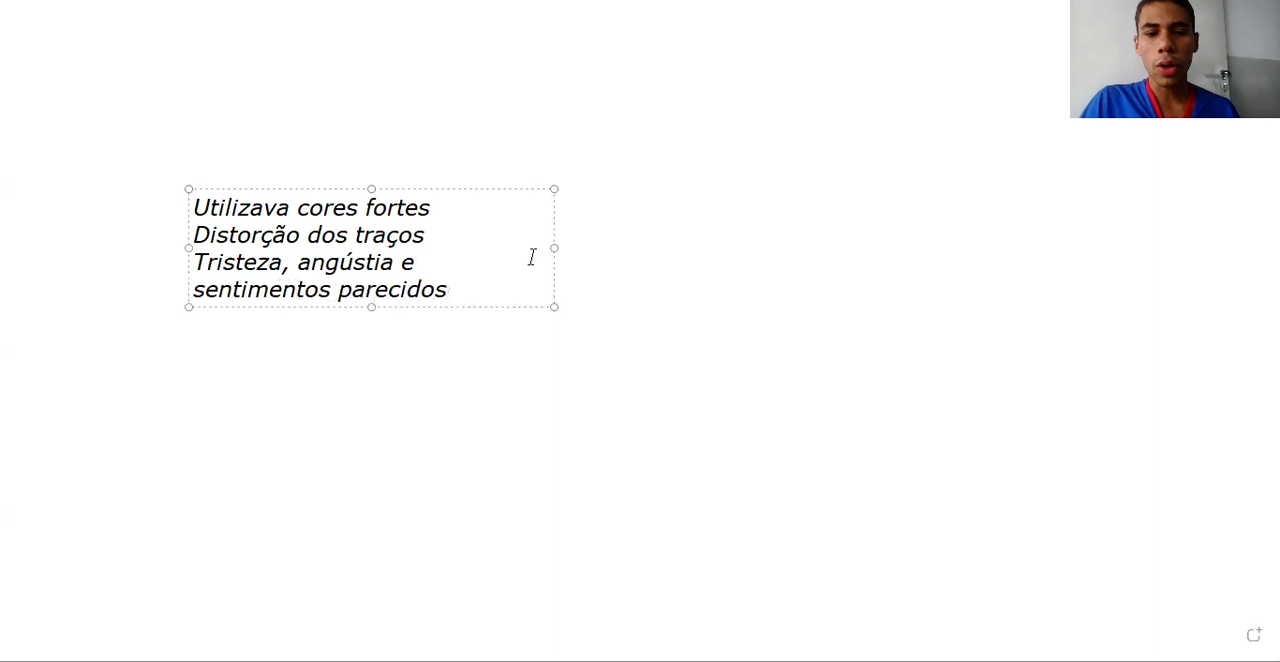 Utilizava cores fortes
Distorção dos traços
Tristeza, angústia e
sentimentos parecidos